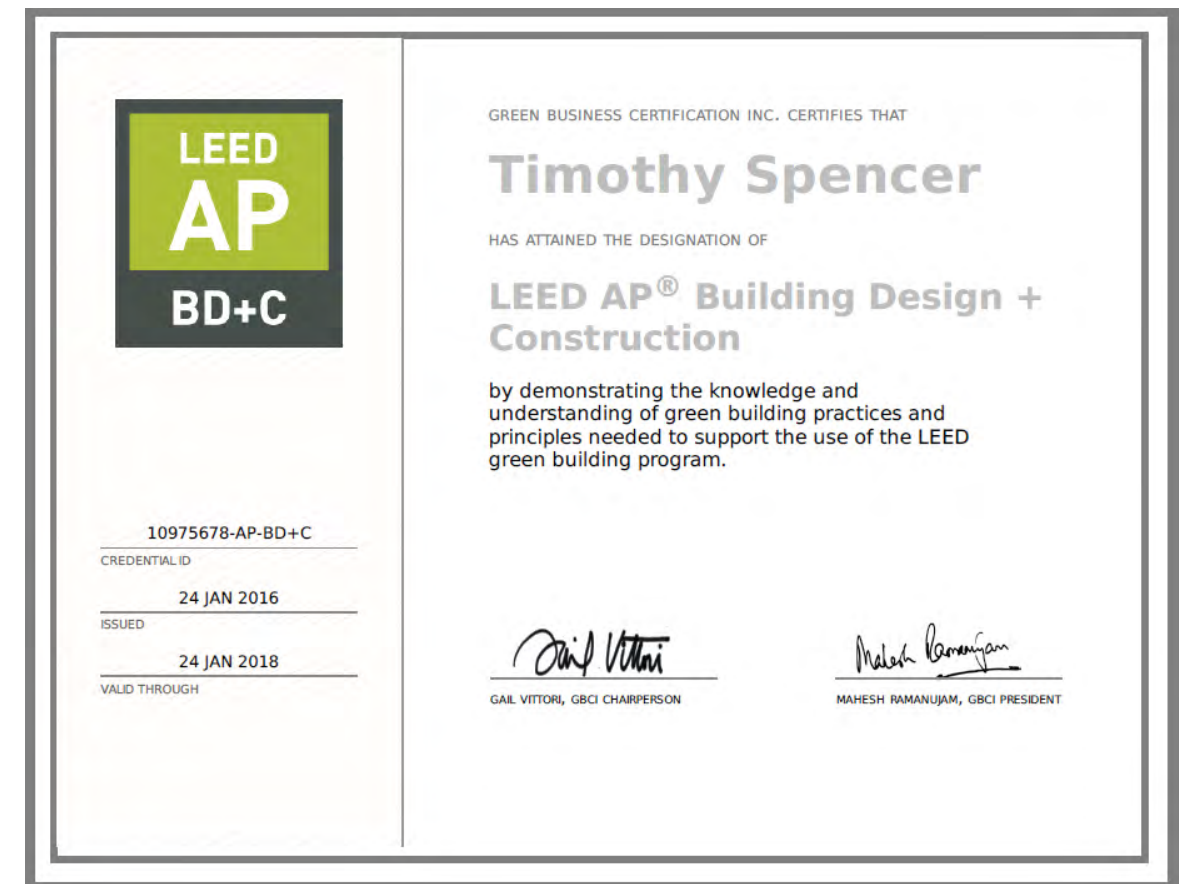 LEED
AP
BD+C
10975678-AP-BD+C
CREDENTIAL ID
24 JAN 2016
ISSUED
24 JAN 2018
VALID THROUGH
GREEN BUSINESS CERTIFICATION INC. CERTIFIES THAT
Timothy Spencer
HAS ATTAINED THE DESIGNATION OF
LEED AP® Building Design +
Construction
by demonstrating the knowledge and
understanding of green building practices and
principles needed to support the use of the LEED
green building program.
Gail Vittori
GAIL VITTORI, GBCI CHAIRPERSON
Mahesh Ramanujam
MAHESH RAMANUJAM, GBCI PRESIDENT